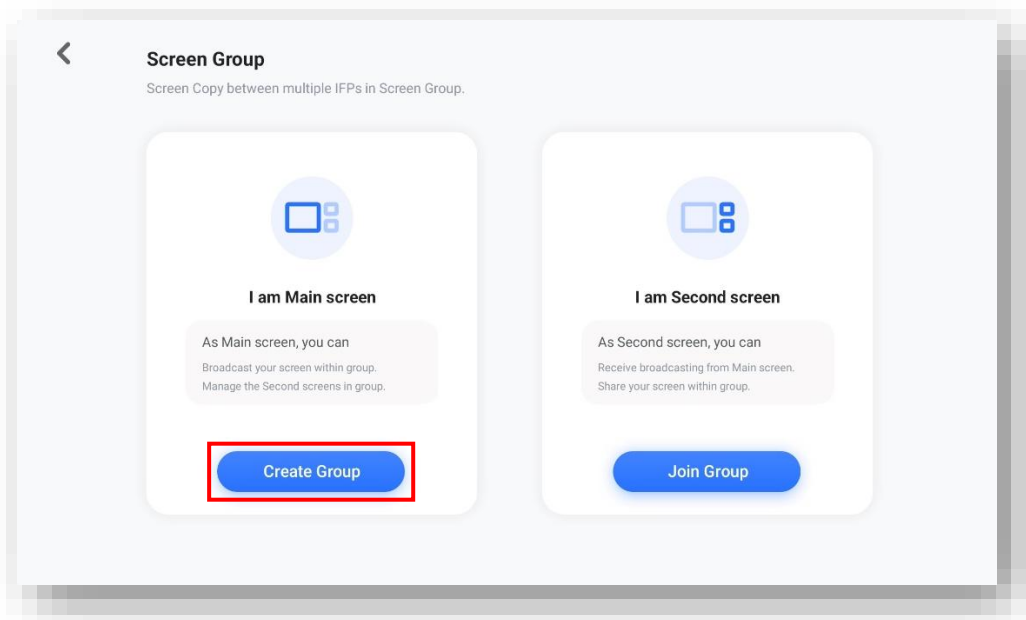 Screen Group
Screen Copy between multiple IFPs in Screen Group.
I am Main screen
As Main screen, you can
Broadcast your screen within group.
Manage the Second screens in group.
Create Group
I am Second screen
As Second screen, you can
Receive broadcasting from Main screen.
Share your screen within group.
Join Group